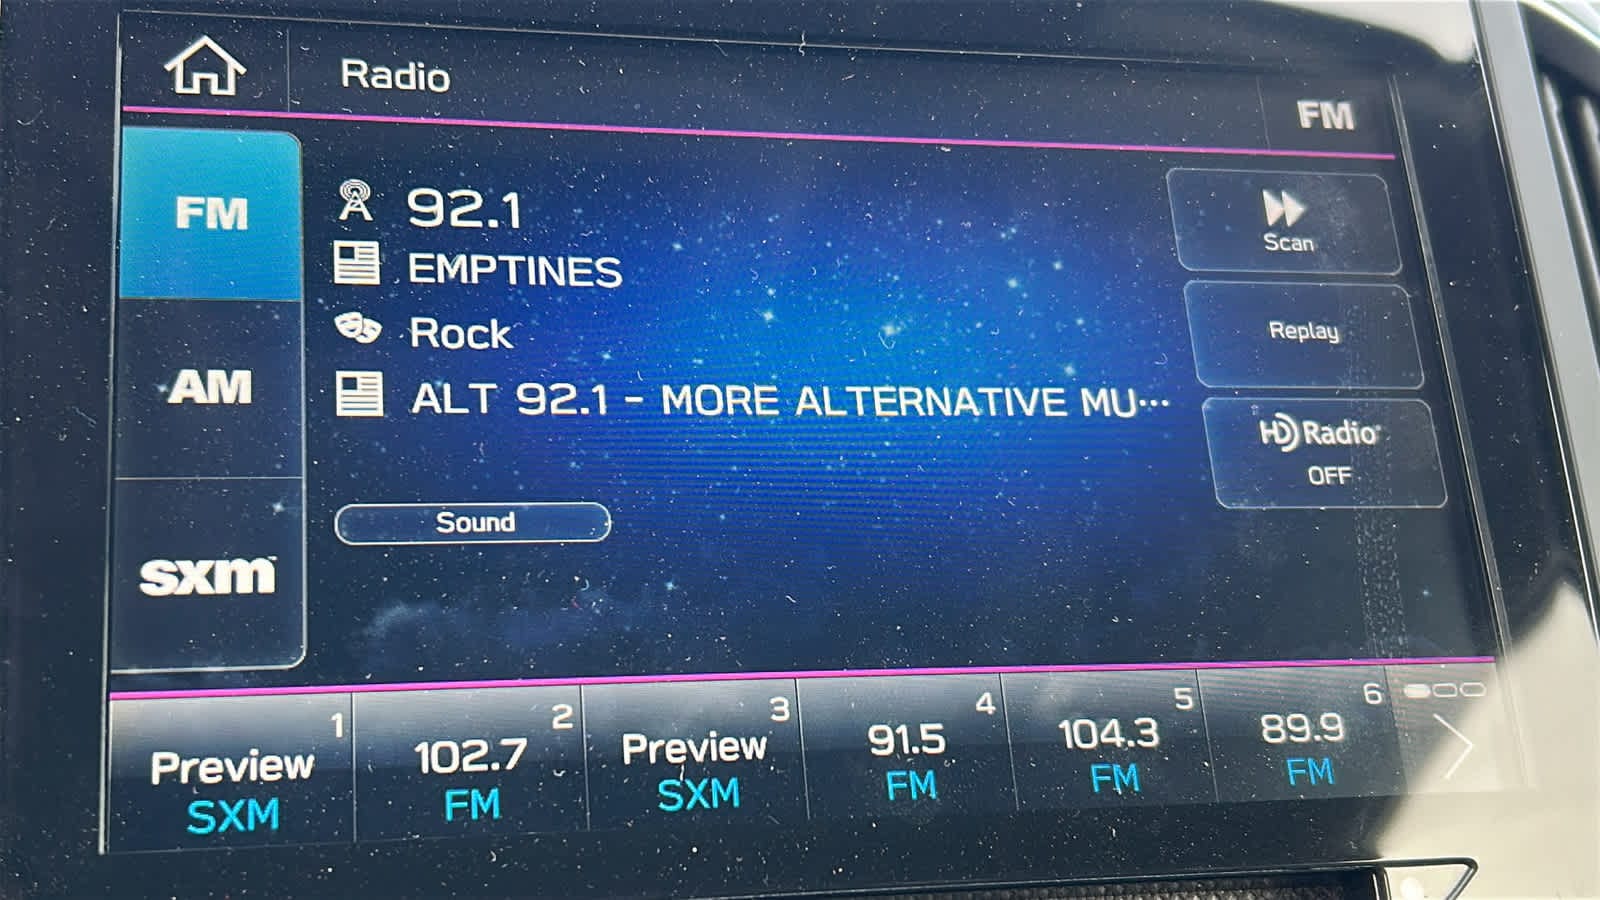 Radio
FM
FM
AM
sxm
92.1
EMPTINES
Rock
ALT 92.1 - MORE ALTERNATIVE MU...
Sound
Scan
Replay
HD Radio
OFF
1
Preview
SXM
2
102.7
FM
3
Preview
SXM
4
91.5
FM
5
104.3
FM
6
89.9
FM